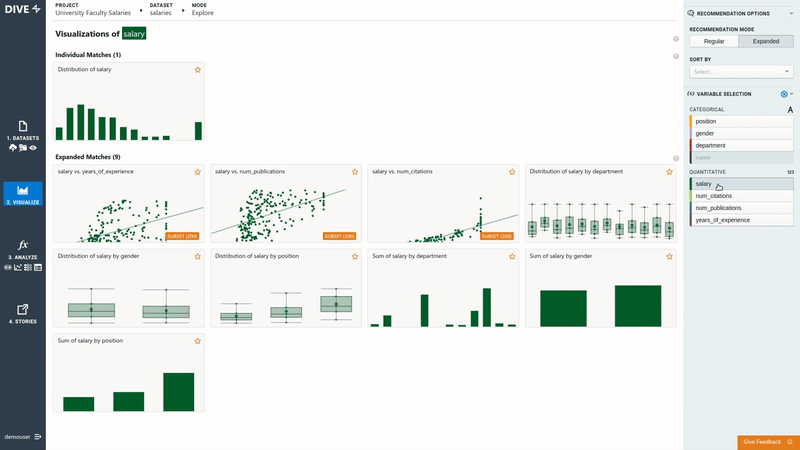 DIVE
PROJECT
University Faculty Salaries
DATASET
salaries
MODE
Explore
Visualizations of salary
Individual Matches (1)
Distribution of salary
Expanded Matches (9)
salary vs. years_of_experience
SUBSET (200)
salary vs. num_publications
SUBSET (200)
salary vs. num_citations
SUBSET (200)
Distribution of salary by department
Distribution of salary by gender
Distribution of salary by position
Sum of salary by department
Sum of salary by gender
Sum of salary by position
1. DATASETS
2. VISUALIZE
3. ANALYZE
4. STORIES
demouser
RECOMMENDATION OPTIONS
RECOMMENDATION MODE
Regular
Expanded
SORT BY
Select...
VARIABLE SELECTION
CATEGORICAL
A
position
gender
department
name
QUANTITATIVE
123
salary
num_citations
num_publications
years_of_experience
Give Feedback